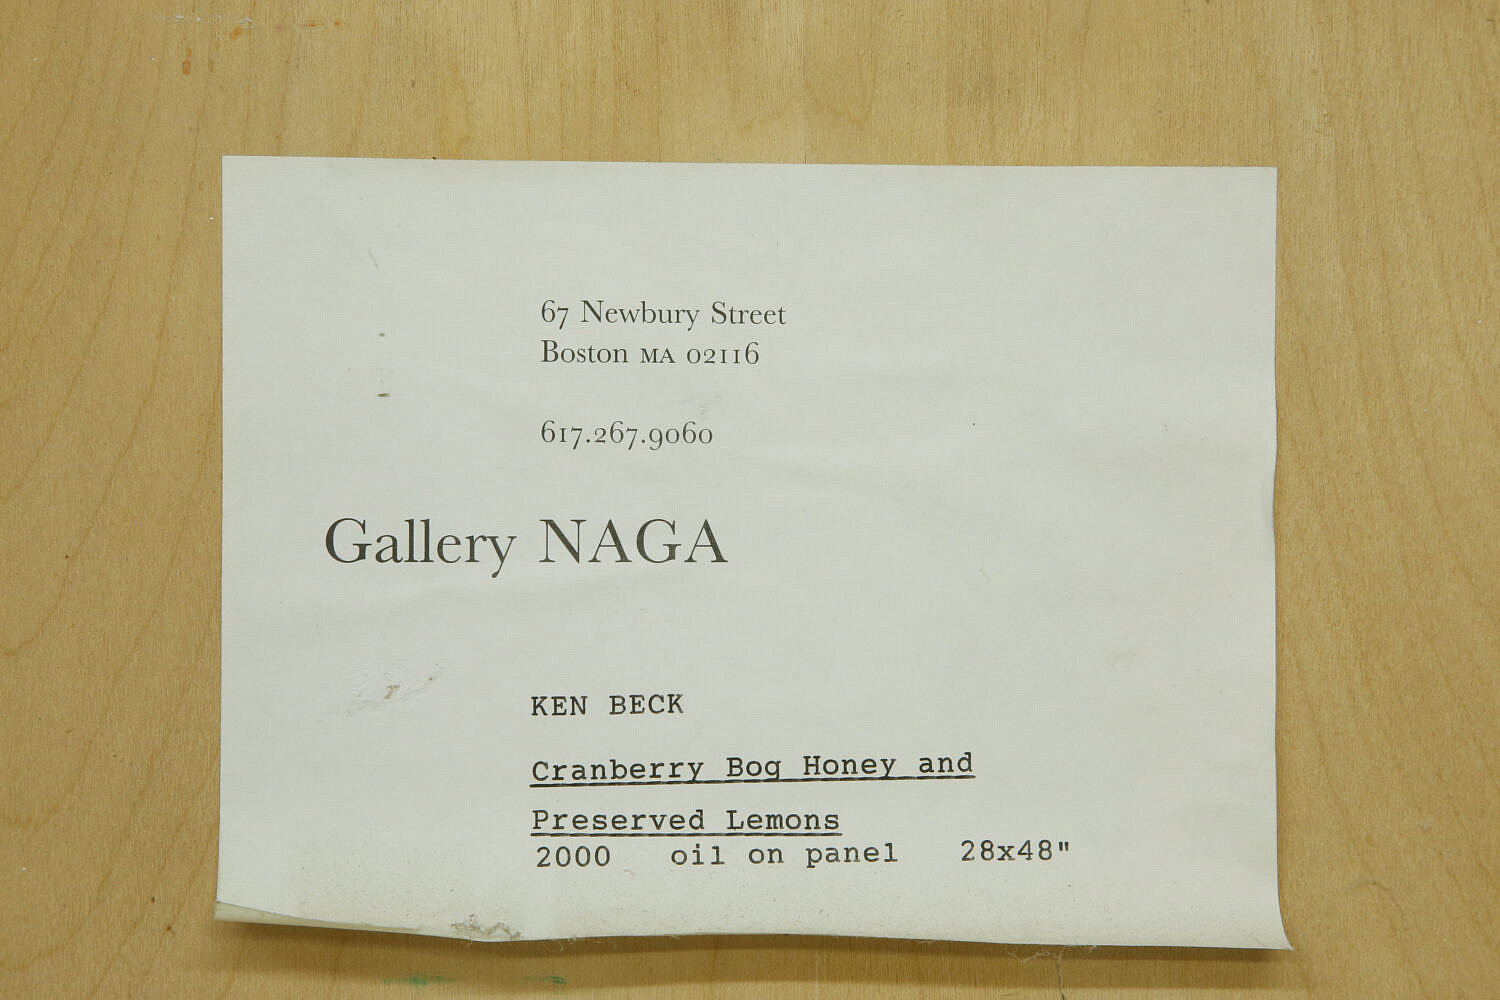 67 Newbury Street
Boston MA 02116
617.267.9060
Gallery NAGA
KEN BECK
Cranberry Bog Honey and
Preserved Lemons
2000 oil on panel 28x48"